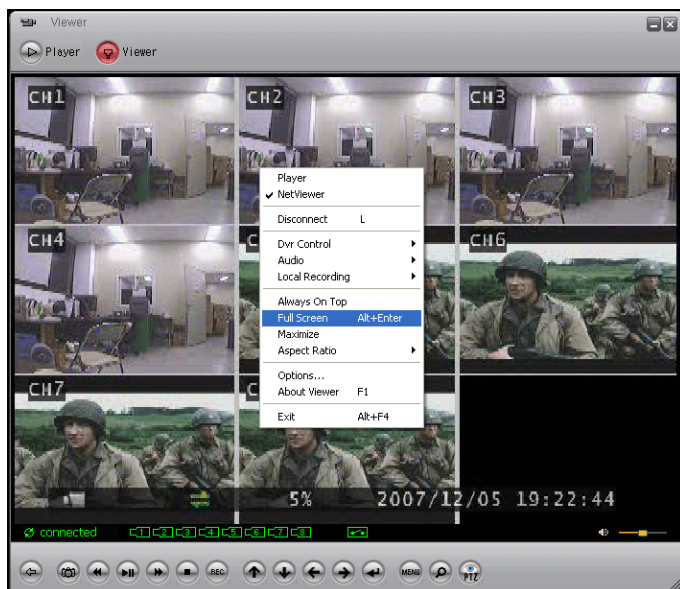 Viewer
Player Viewer
CH1 CH2 CH3
Player
NetViewer
Disconnect L
CH4 C CH6
Dvr Control
Audio
Local Recording
Always On Top
Full Screen Alt+Enter
Maximize
Aspect Ratio
CH7 C
Options...
About Viewer F1
Exit Alt+F4
5% 2007/12/05 19:22:44
connected 1 2 3 4 5 6 7 8
REC MENU PTZ